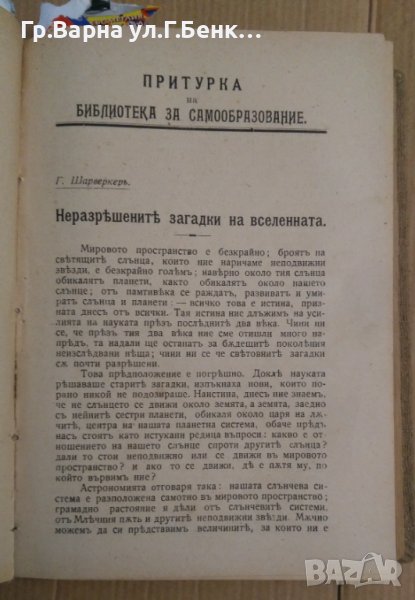 Гр.Варна ул.Г.Бенк...
ПРИТУРКА
на
БИБЛИОТЕКА ЗА САМООБРАЗОВАНИЕ.
Г. Шарверкеръ.
Неразрѣшенитѣ загадки на вселенната.
Мировото пространство е безкрайно; броятъ на
свѣтящитѣ слънца, които ние наричаме неподвижни
звѣзди, е безкрайно голѣмъ; навѣрно около тия слънца
обикалятъ планети, както обикалятъ около нашето
слънце; отъ памтивѣка се раждатъ, развиватъ и уми-
ратъ слънца и планети: — всичко това е истина, приз-
ната днесъ отъ всички. Тая истина ние дължимъ на уси-
лията на науката прѣзъ послѣднитѣ два вѣка. Чини ни
се, че прѣзъ тия два вѣка ние сме отишли много на-
прѣдъ, та надали ще останатъ за бѫдещитѣ поколѣния
неизслѣдвани нѣща; чини ни се че свѣтовнитѣ загадки
сѫ почти разрѣшени.
Това прѣдположение е погрѣшно. Доклѣ науката
рѣшаваше старитѣ загадки, изпъкнаха нови, които по-
рано никой не подозираше. Наистина, днесъ ние знаемъ,
че не слънцето се движи около земята, а земята, заедно
съ нейнитѣ сестри планети, обикаля около царя на лѫ-
читѣ, центра на нашата планетна система, обаче прѣдъ
насъ стоятъ като истукани редица въпроси: какво е от-
ношението на нашето слънце спроти другитѣ слънца?
дали то стои неподвижно или се движи въ мировото
пространство? и ако то се движи, дѣ е пѫтя му, по
който вървимъ ние?
Астрономията отговаря така: нашата слънчева си-
стема е разположена самотно въ мировото пространство;
грамадно растояние я дѣли отъ слънчевитѣ системи,
отъ Млѣчния пѫть и другитѣ неподвижни звѣзди. Мѫчно
можемъ да си прѣдставимъ величинитѣ, за които ни е
BAZAR